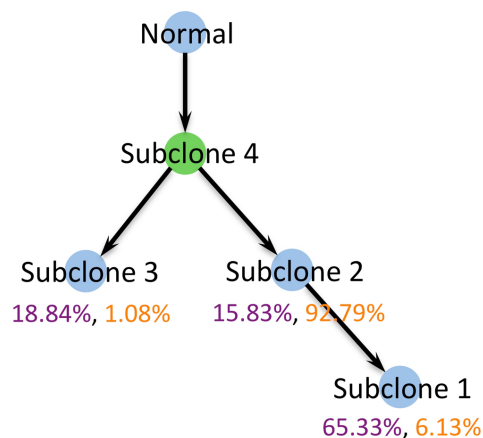 Normal
Subclone 4
Subclone 3
Subclone 2
18.84%, 1.08%
15.83%, 92.79%
Subclone 1
65.33%, 6.13%